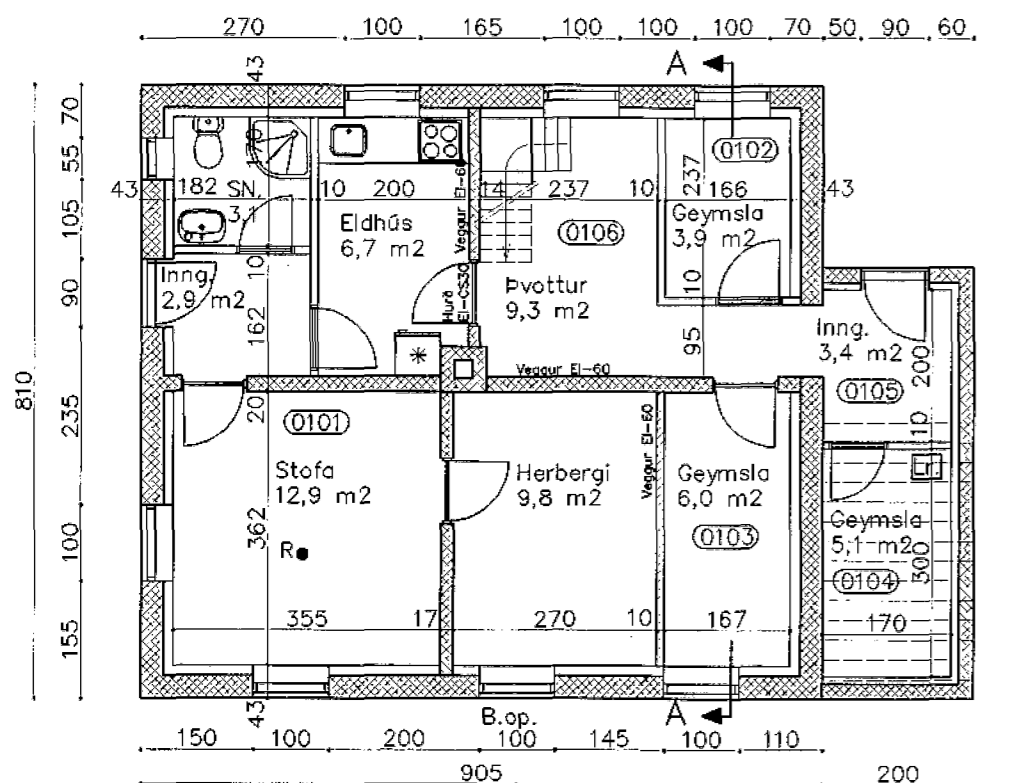 270 100 165 100 100 100 70 50 90 60
43
A
70
55
105
90
235
100
155
810
43 182 SN. 10 200 14 237 10 237 166 43
3,1
170
0102
Eldhús
6,7 m2
Veggur EI-60
0106
Geymsla
3,9 m2
Inng.
2,9 m2
10
162
Hurð
EI-CS30
Þvottur
9,3 m2
10
95
Inng.
3,4 m2
200
0105
Veggur EI-60
20
0101
Stofa
12,9 m2
362
R
Herbergi
9,8 m2
Veggur EI-60
Geymsla
6,0 m2
0103
10
Geymsla
5,1 m2
0104
300
355 17 270 10 167 170
43
B.op.
A
150 100 200 100 145 100 110
905 200